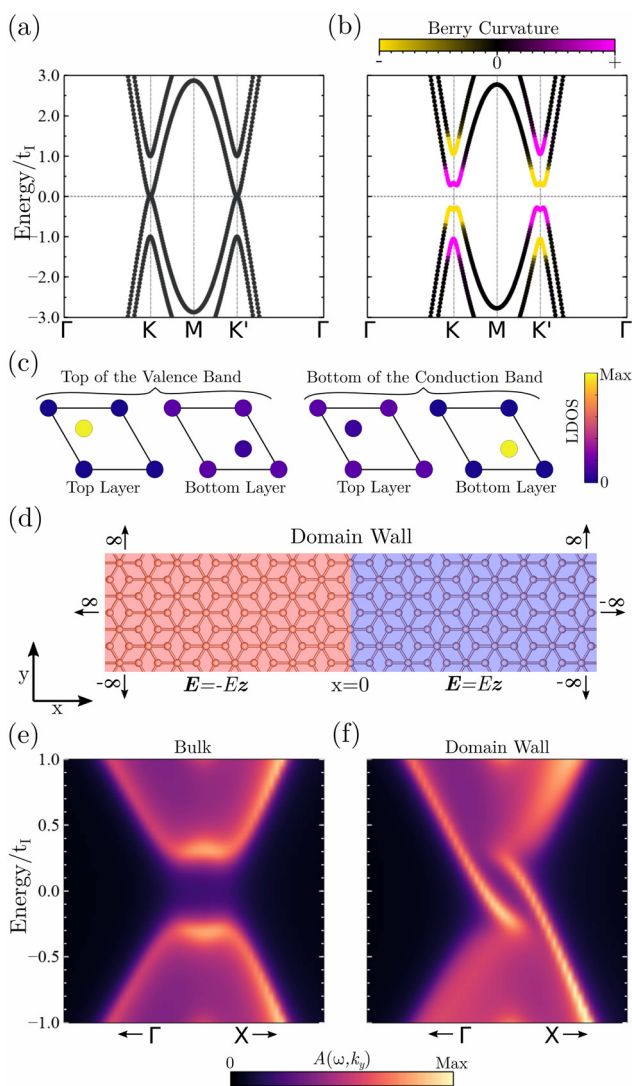 (a)
(b)
Berry Curvature
- 0 +
3.0
2.0
1.0
0.0
-1.0
-2.0
-3.0
Energy/t_I
Γ K M K' Γ
Γ K M K' Γ
(c)
Top of the Valence Band
Bottom of the Conduction Band
Top Layer
Bottom Layer
Top Layer
Bottom Layer
Max
LDOS
0
(d)
Domain Wall
∞
∞
∞
-∞
-∞
-∞
y
x
E=-Ez
x=0
E=Ez
(e)
Bulk
(f)
Domain Wall
1.0
0.5
0.0
−0.5
−1.0
Energy/t_I
← Γ X →
← Γ X →
0 A(ω,k_y) Max